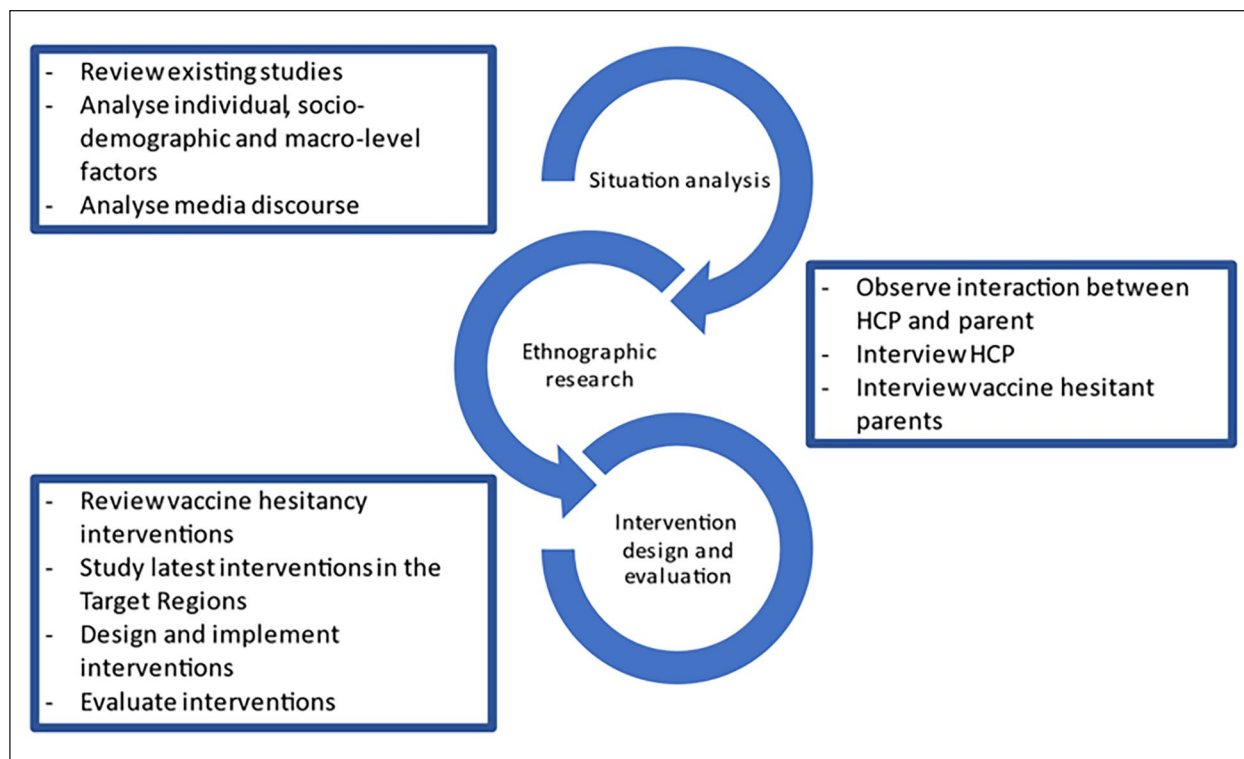 - Review existing studies
- Analyse individual, socio-
demographic and macro-level
factors
- Analyse media discourse
Situation analysis
- Observe interaction between
HCP and parent
- Interview HCP
- Interview vaccine hesitant
parents
Ethnographic
research
- Review vaccine hesitancy
interventions
- Study latest interventions in the
Target Regions
- Design and implement
interventions
- Evaluate interventions
Intervention
design and
evaluation